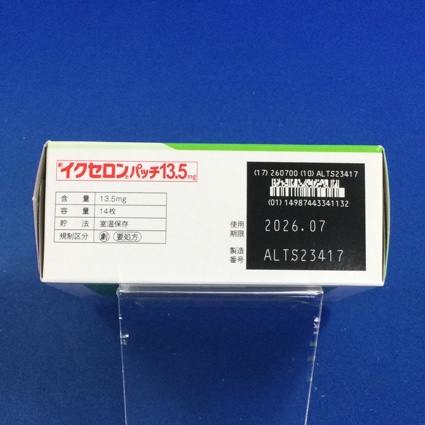 イクセロンパッチ13.5mg
含量 13.5mg
容量 14枚
貯法 室温保存
規制区分 劇 要処方
(17) 260700 (10) ALTS23417
(01) 14987443341132
使用期限 2026.07
製造番号 ALTS23417